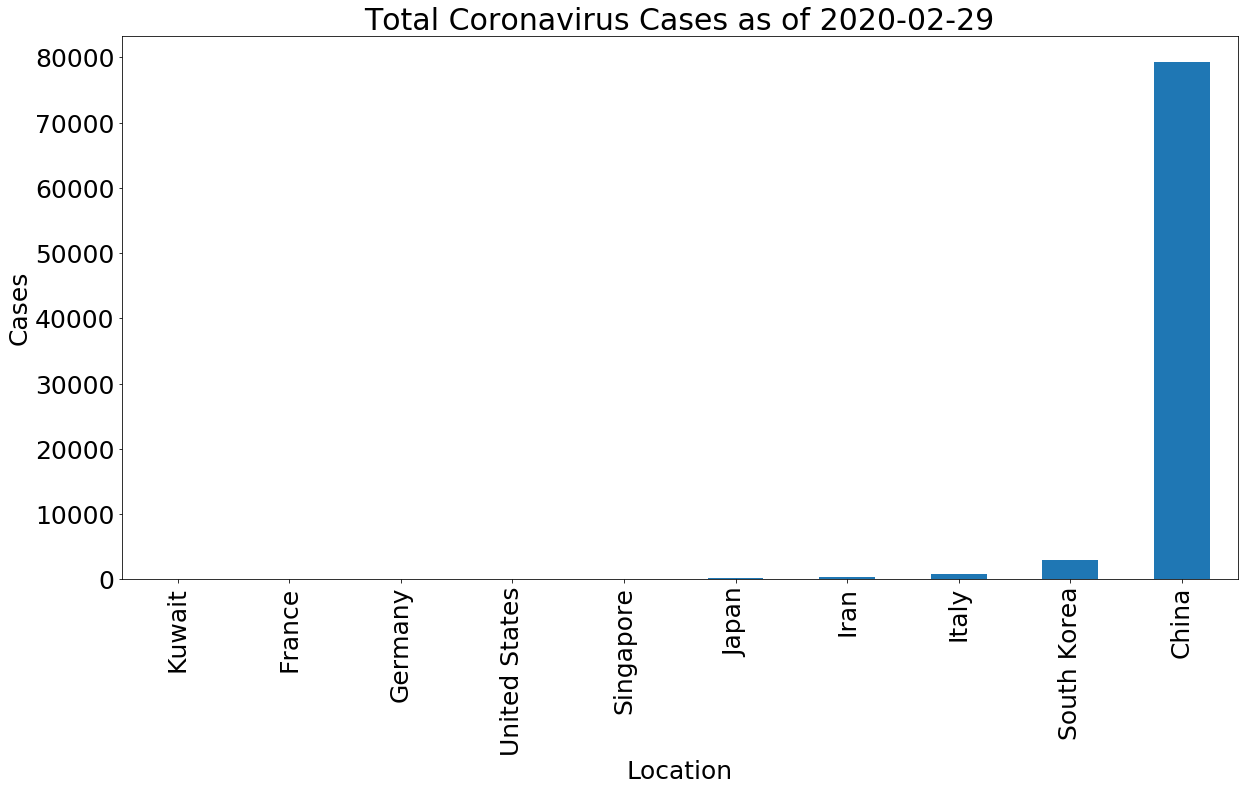 Total Coronavirus Cases as of 2020-02-29
80000
70000
60000
50000
40000
30000
20000
10000
0
Cases
Kuwait
France
Germany
United States
Singapore
Japan
Iran
Italy
South Korea
China
Location